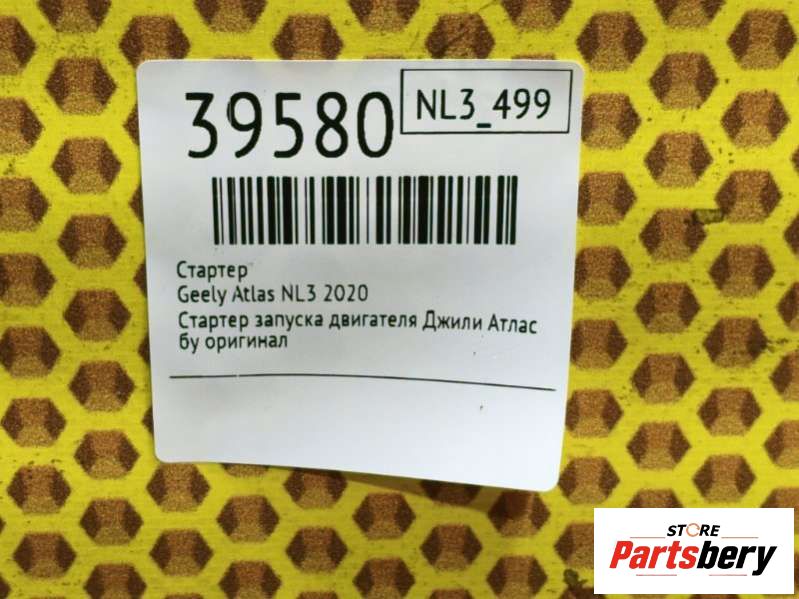 39580
NL3_499
Стартер
Geely Atlas NL3 2020
Стартер запуска двигателя Джили Атлас
бу оригинал
STORE
Partsbery